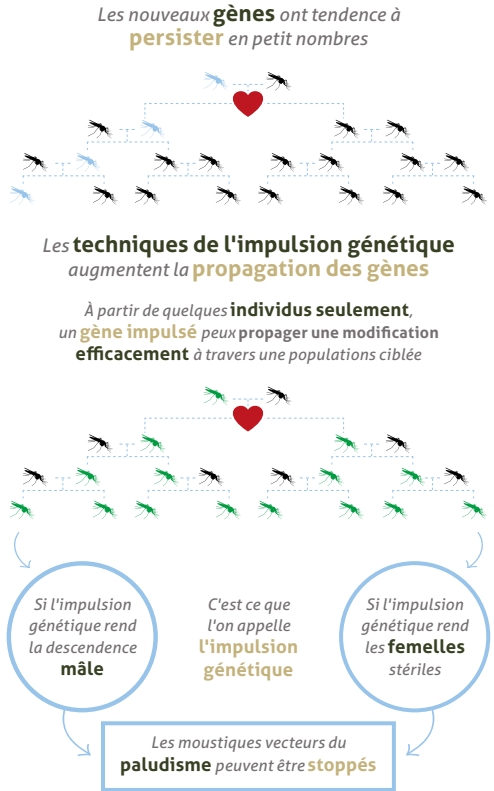 Les nouveaux gènes ont tendence à
persister en petit nombres
Les techniques de l'impulsion génétique
augmentent la propagation des gènes
À partir de quelques individus seulement,
un gène impulsé peux propager une modification
efficacement à travers une populations ciblée
Si l'impulsion
génétique rend
la descendence
mâle
C'est ce que
l'on appelle
l'impulsion
génétique
Si l'impulsion
génétique rend
les femelles
stériles
Les moustiques vecteurs du
paludisme peuvent être stoppés